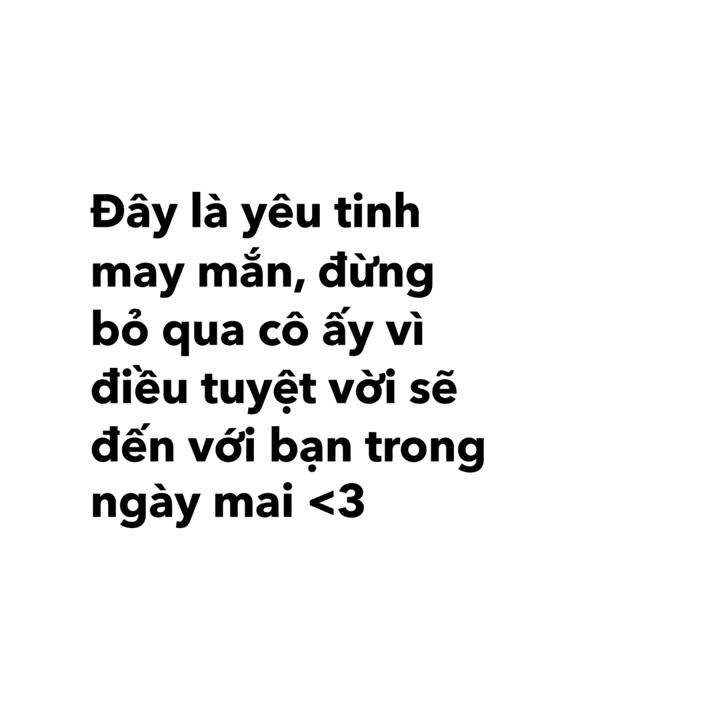 Đây là yêu tinh
may mắn, đừng
bỏ qua cô ấy vì
điều tuyệt vời sẽ
đến với bạn trong
ngày mai <3